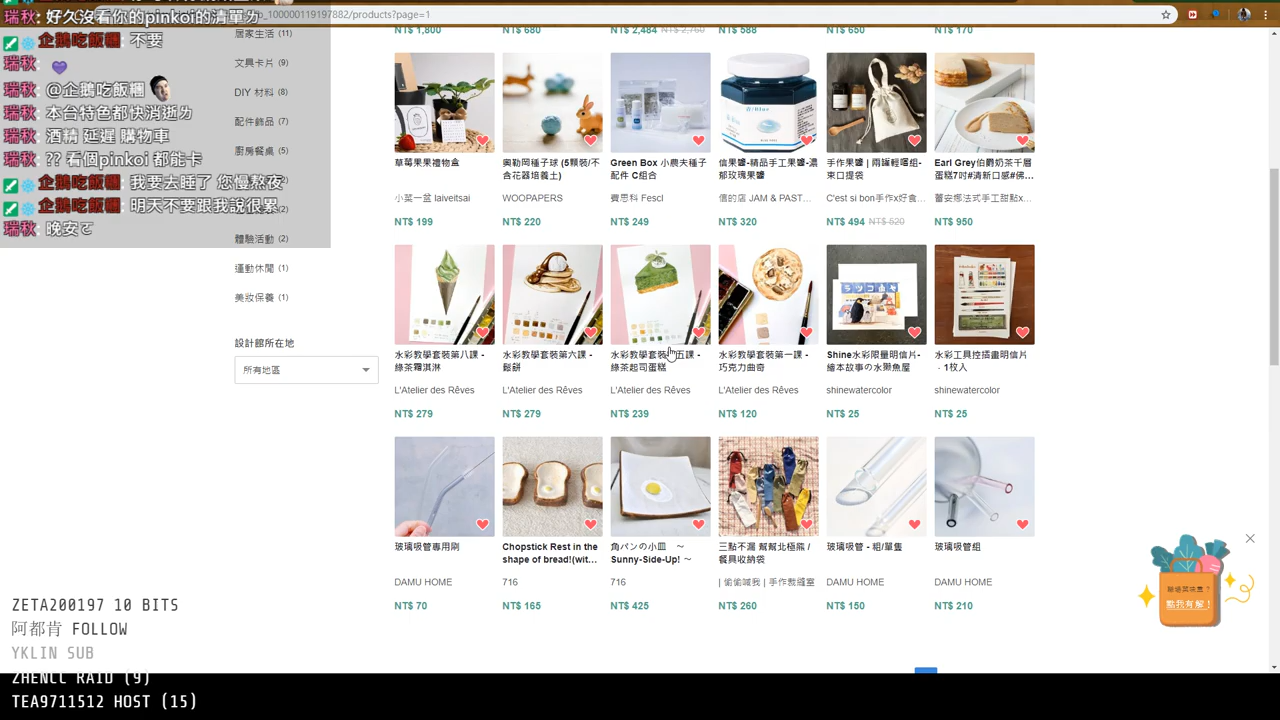 瑞秋: 好久沒看你的pinkoi的清單ㄌ
企鵝吃飯糰: 不要
瑞秋:
@企鵝吃飯糰
瑞秋: 本台特色都快消逝ㄌ
瑞秋: 酒精 延遲 購物車
瑞秋: ?? 看個pinkoi 都能卡
企鵝吃飯糰: 我要去睡了 您慢熬夜
企鵝吃飯糰: 明天不要跟我說很累
瑞秋: 晚安ㄛ
b_100000119197882/products?page=1
居家生活 (11)
文具卡片 (9)
DIY 材料 (8)
配件飾品 (7)
廚房餐桌 (5)
體驗活動 (2)
運動休閒 (1)
美妝保養 (1)
設計館所在地
所有地區
NT$ 1,800
NT$ 680
NT$ 2,484 NT$ 2,760
NT$ 588
NT$ 650
NT$ 170
草莓果果禮物盒
小菜一盆 laiveitsai
NT$ 199
奧勒岡種子球 (5顆裝/不含花器培養土)
WOOPAPERS
NT$ 220
Green Box 小農夫種子配件 C組合
費思科 Fescl
NT$ 249
信果醬-精品手工果醬-濃郁玫瑰果醬
信的店 JAM & PAST...
NT$ 320
手作果醬 | 兩罐輕嚐組-束口提袋
C'est si bon手作x好食...
NT$ 494 NT$ 520
Earl Grey伯爵奶茶千層蛋糕7吋#清新口感#佛...
蕾安娜法式手工甜點x...
NT$ 950
水彩教學套裝第八課 - 綠茶霜淇淋
L'Atelier des Rêves
NT$ 279
水彩教學套裝第六課 - 鬆餅
L'Atelier des Rêves
NT$ 279
水彩教學套裝 五課 - 綠茶起司蛋糕
L'Atelier des Rêves
NT$ 239
水彩教學套裝第一課 - 巧克力曲奇
L'Atelier des Rêves
NT$ 120
Shine水彩限量明信片-繪本故事の水獺魚屋
shinewatercolor
NT$ 25
水彩工具控插畫明信片 - 1枚入
shinewatercolor
NT$ 25
玻璃吸管專用刷
DAMU HOME
NT$ 70
Chopstick Rest in the shape of bread!(wit...
716
NT$ 165
角パンの小皿 ～ Sunny-Side-Up! ～
716
NT$ 425
三點不漏 幫幫北極熊 / 餐具收納袋
| 偷偷喊我 | 手作裁縫室
NT$ 260
玻璃吸管 - 粗/單隻
DAMU HOME
NT$ 150
玻璃吸管組
DAMU HOME
NT$ 210
點我有解！
ZETA200197 10 BITS
阿都肯 FOLLOW
YKLIN SUB
ZHENCC RAID (9)
TEA9711512 HOST (15)